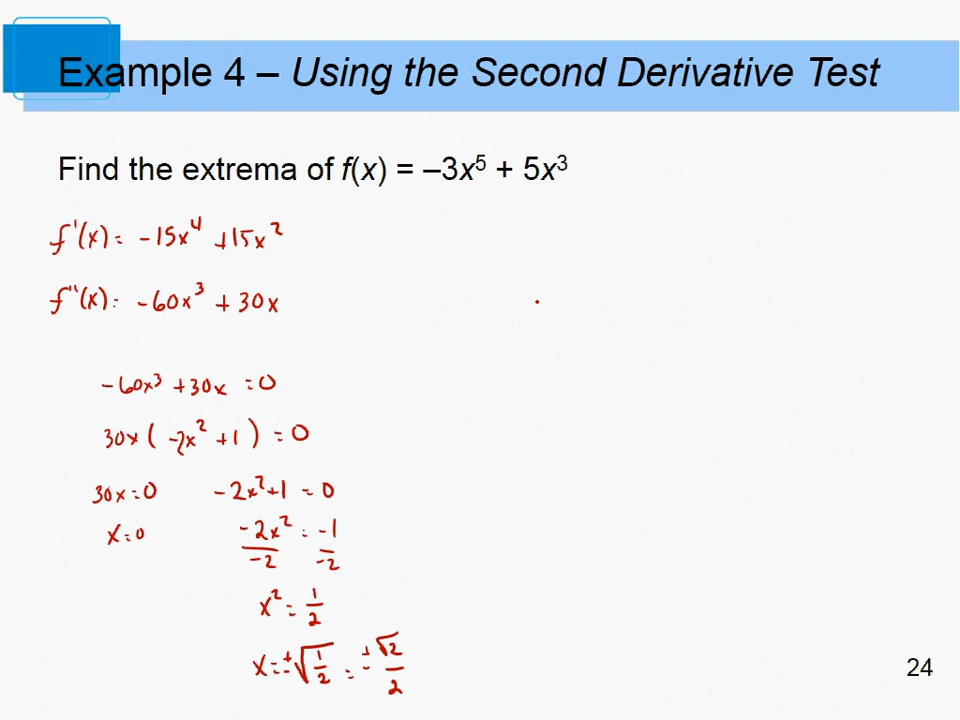 Example 4 – Using the Second Derivative Test
Find the extrema of f(x) = –3x⁵ + 5x³
f'(x) = -15x⁴ + 15x²
f''(x) = -60x³ + 30x
-60x³ + 30x = 0
30x ( -2x² + 1 ) = 0
30x = 0    -2x² + 1 = 0
x = 0    -2x²/-2 = -1/-2
x² = 1/2
x = ±√(1/2) = ±√2/2
24